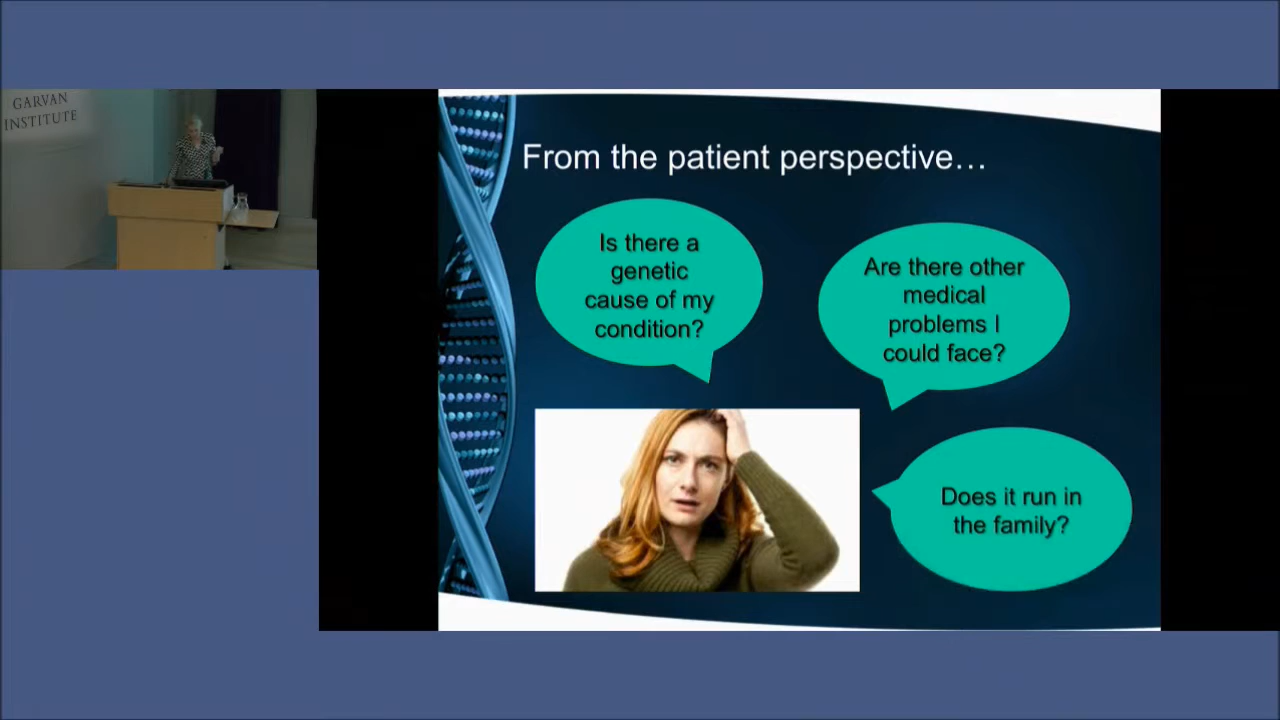 GARVAN
INSTITUTE
From the patient perspective…
Is there a
genetic
cause of my
condition?
Are there other
medical
problems I
could face?
Does it run in
the family?